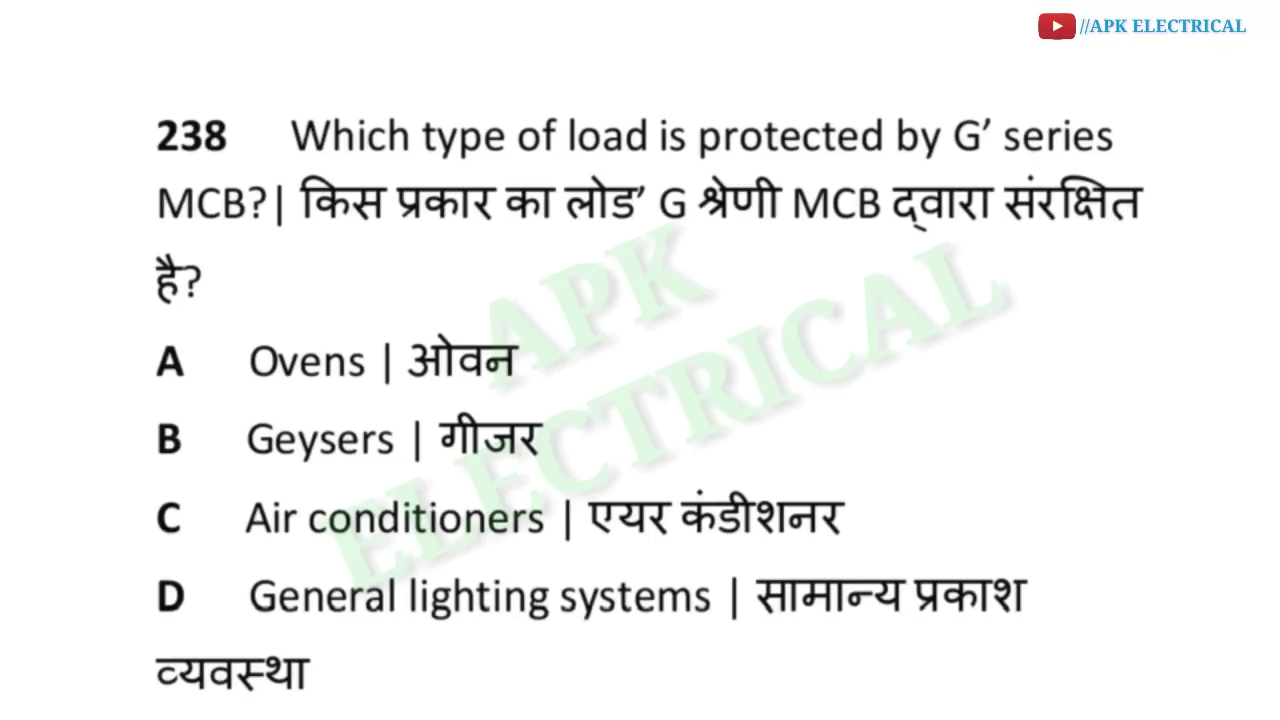 //APK ELECTRICAL
238 Which type of load is protected by G’ series
MCB?| किस प्रकार का लोड’ G श्रेणी MCB द्वारा संरक्षित
है?
A Ovens | ओवन
B Geysers | गीजर
C Air conditioners | एयर कंडीशनर
D General lighting systems | सामान्य प्रकाश
व्यवस्था
APK
ELECTRICAL